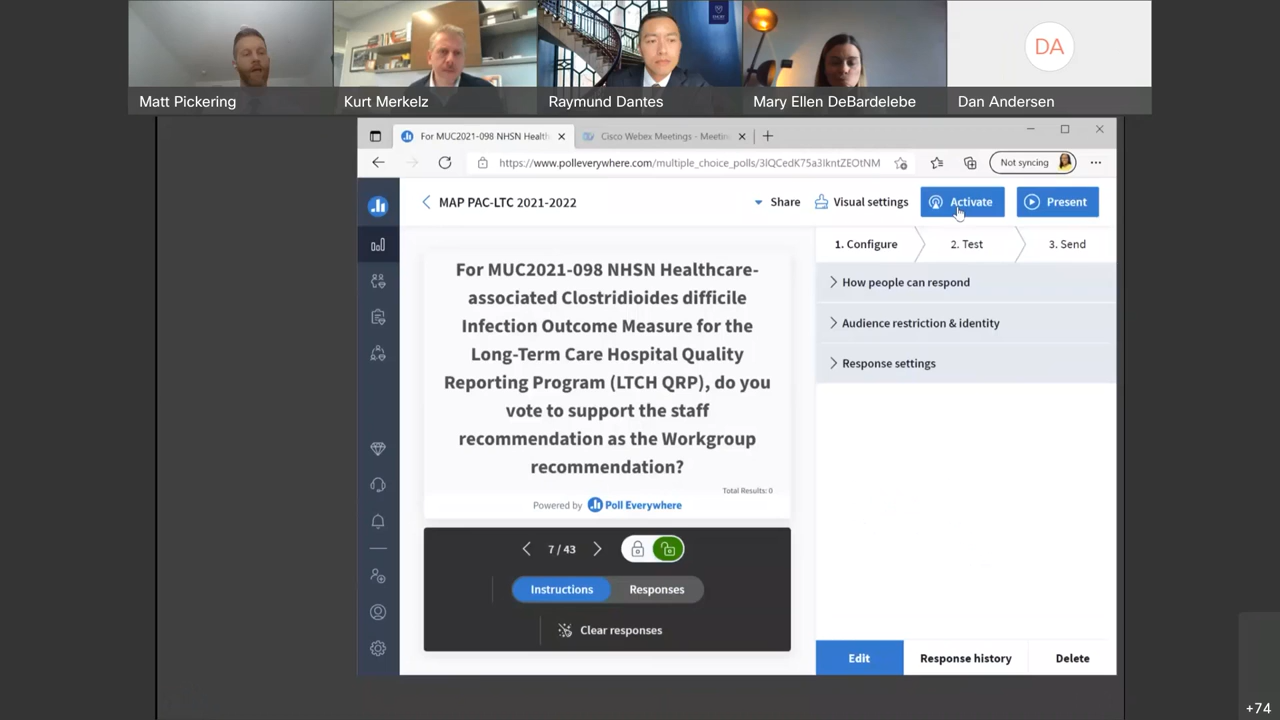 Matt Pickering
Kurt Merkelz
Raymund Dantes
Mary Ellen DeBardelebe
DA
Dan Andersen
For MUC2021-098 NHSN Health
Cisco Webex Meetings - Meetin
https://www.polleverywhere.com/multiple_choice_polls/3lQCedK75a3lkntZEOtNM
Not syncing
MAP PAC-LTC 2021-2022
Share
Visual settings
Activate
Present
1. Configure
2. Test
3. Send
How people can respond
Audience restriction & identity
Response settings
For MUC2021-098 NHSN Healthcare-
associated Clostridioides difficile
Infection Outcome Measure for the
Long-Term Care Hospital Quality
Reporting Program (LTCH QRP), do you
vote to support the staff
recommendation as the Workgroup
recommendation?
Total Results: 0
Powered by Poll Everywhere
7 / 43
Instructions
Responses
Clear responses
Edit
Response history
Delete
+74